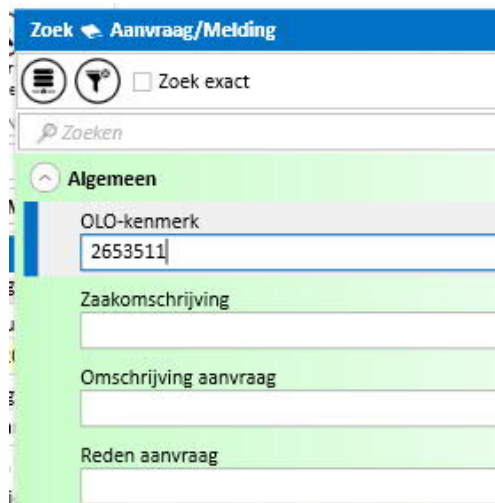 Zoek Aanvraag/Melding
Zoek exact
Zoeken
Algemeen
OLO-kenmerk
2653511
Zaakomschrijving
Omschrijving aanvraag
Reden aanvraag